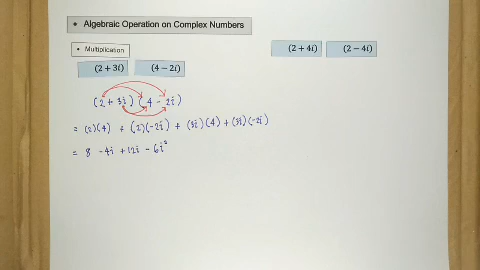 • Algebraic Operation on Complex Numbers
• Multiplication
(2 + 3i) (4 − 2i)
(2 + 4i) (2 − 4i)
(2 + 3i) (4 - 2i)
= (2)(4) + (2)(-2i) + (3i)(4) + (3i)(-2i)
= 8 - 4i + 12i - 6i²